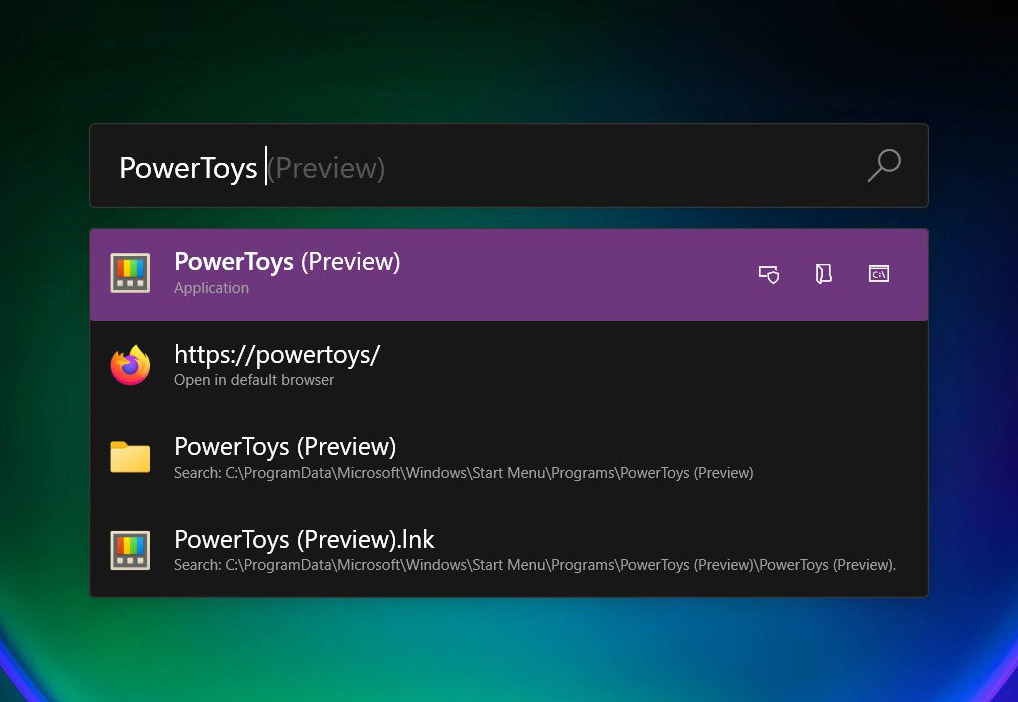 PowerToys (Preview)
PowerToys (Preview)
Application
C:\
https://powertoys/
Open in default browser
PowerToys (Preview)
Search: C:\ProgramData\Microsoft\Windows\Start Menu\Programs\PowerToys (Preview)
PowerToys (Preview).lnk
Search: C:\ProgramData\Microsoft\Windows\Start Menu\Programs\PowerToys (Preview)\PowerToys (Preview).